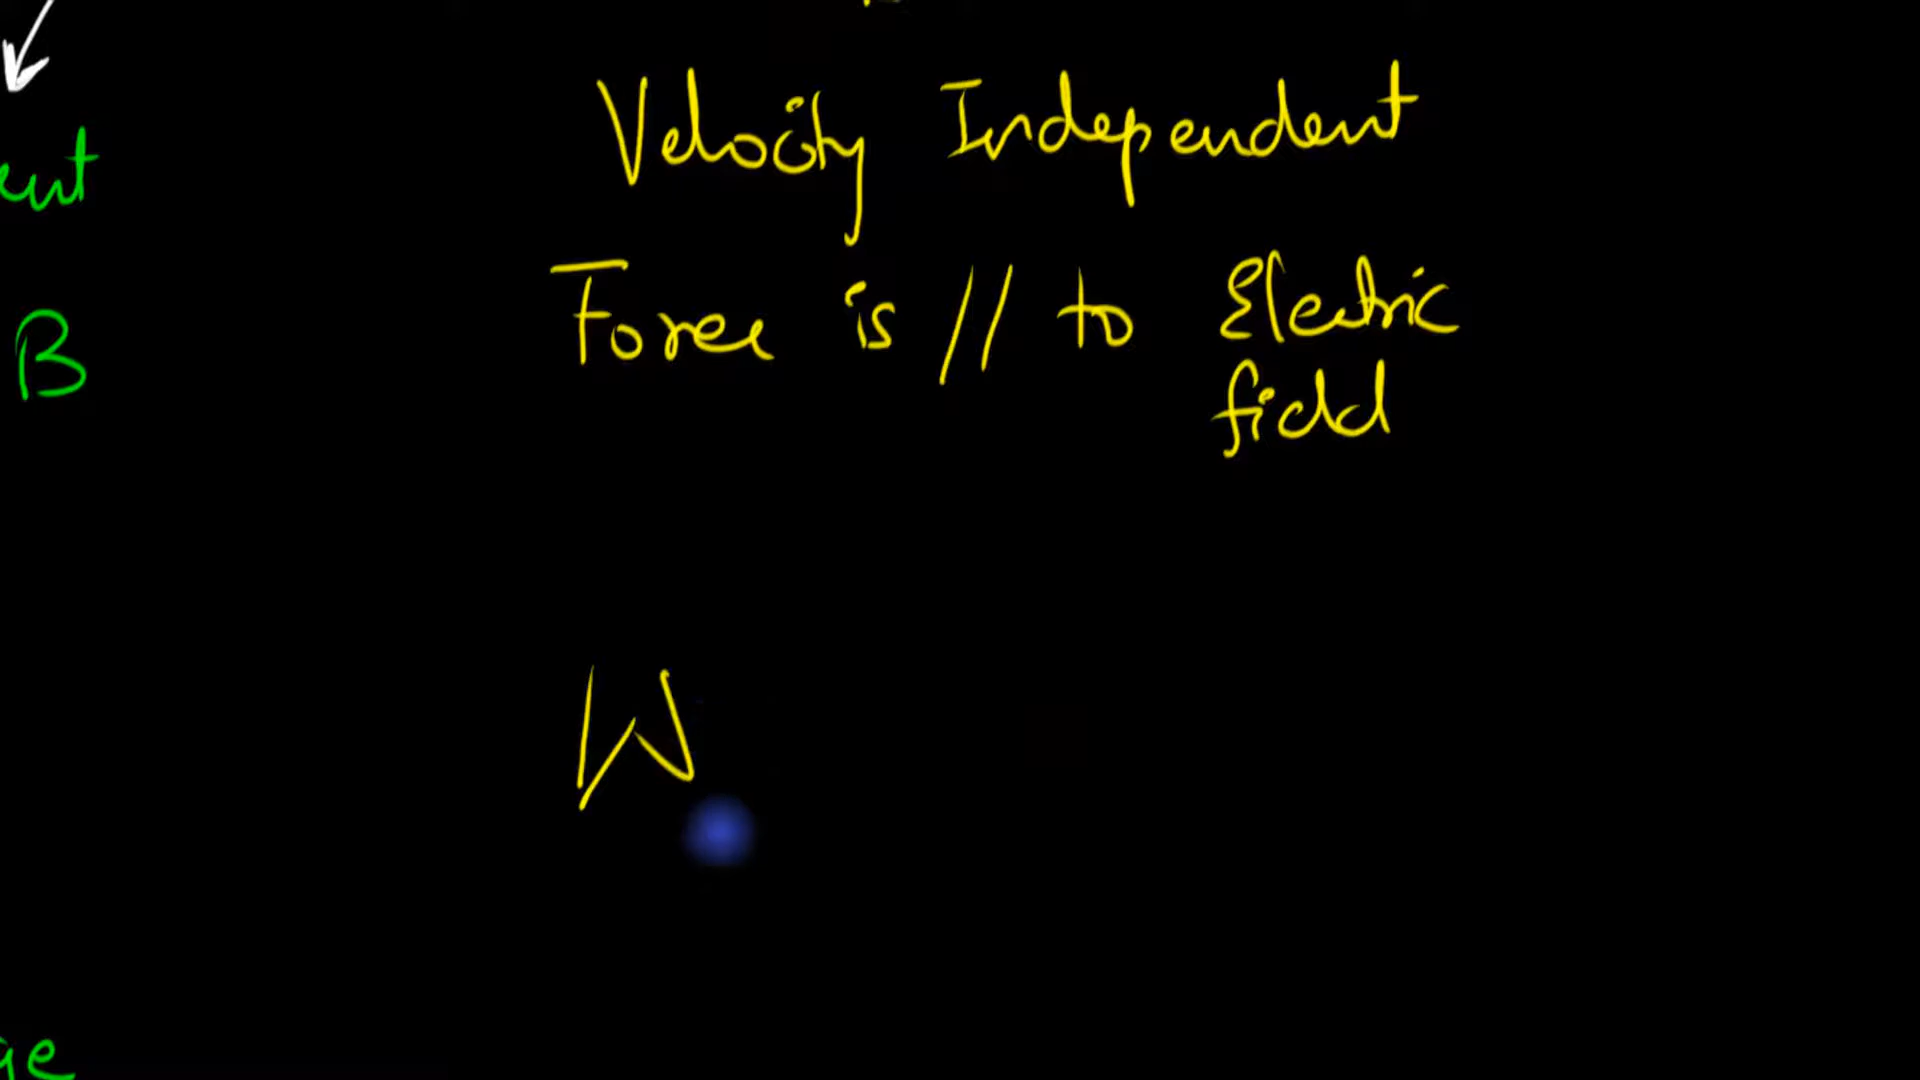 Velocity Independent
Force is // to Electric
field
B
W